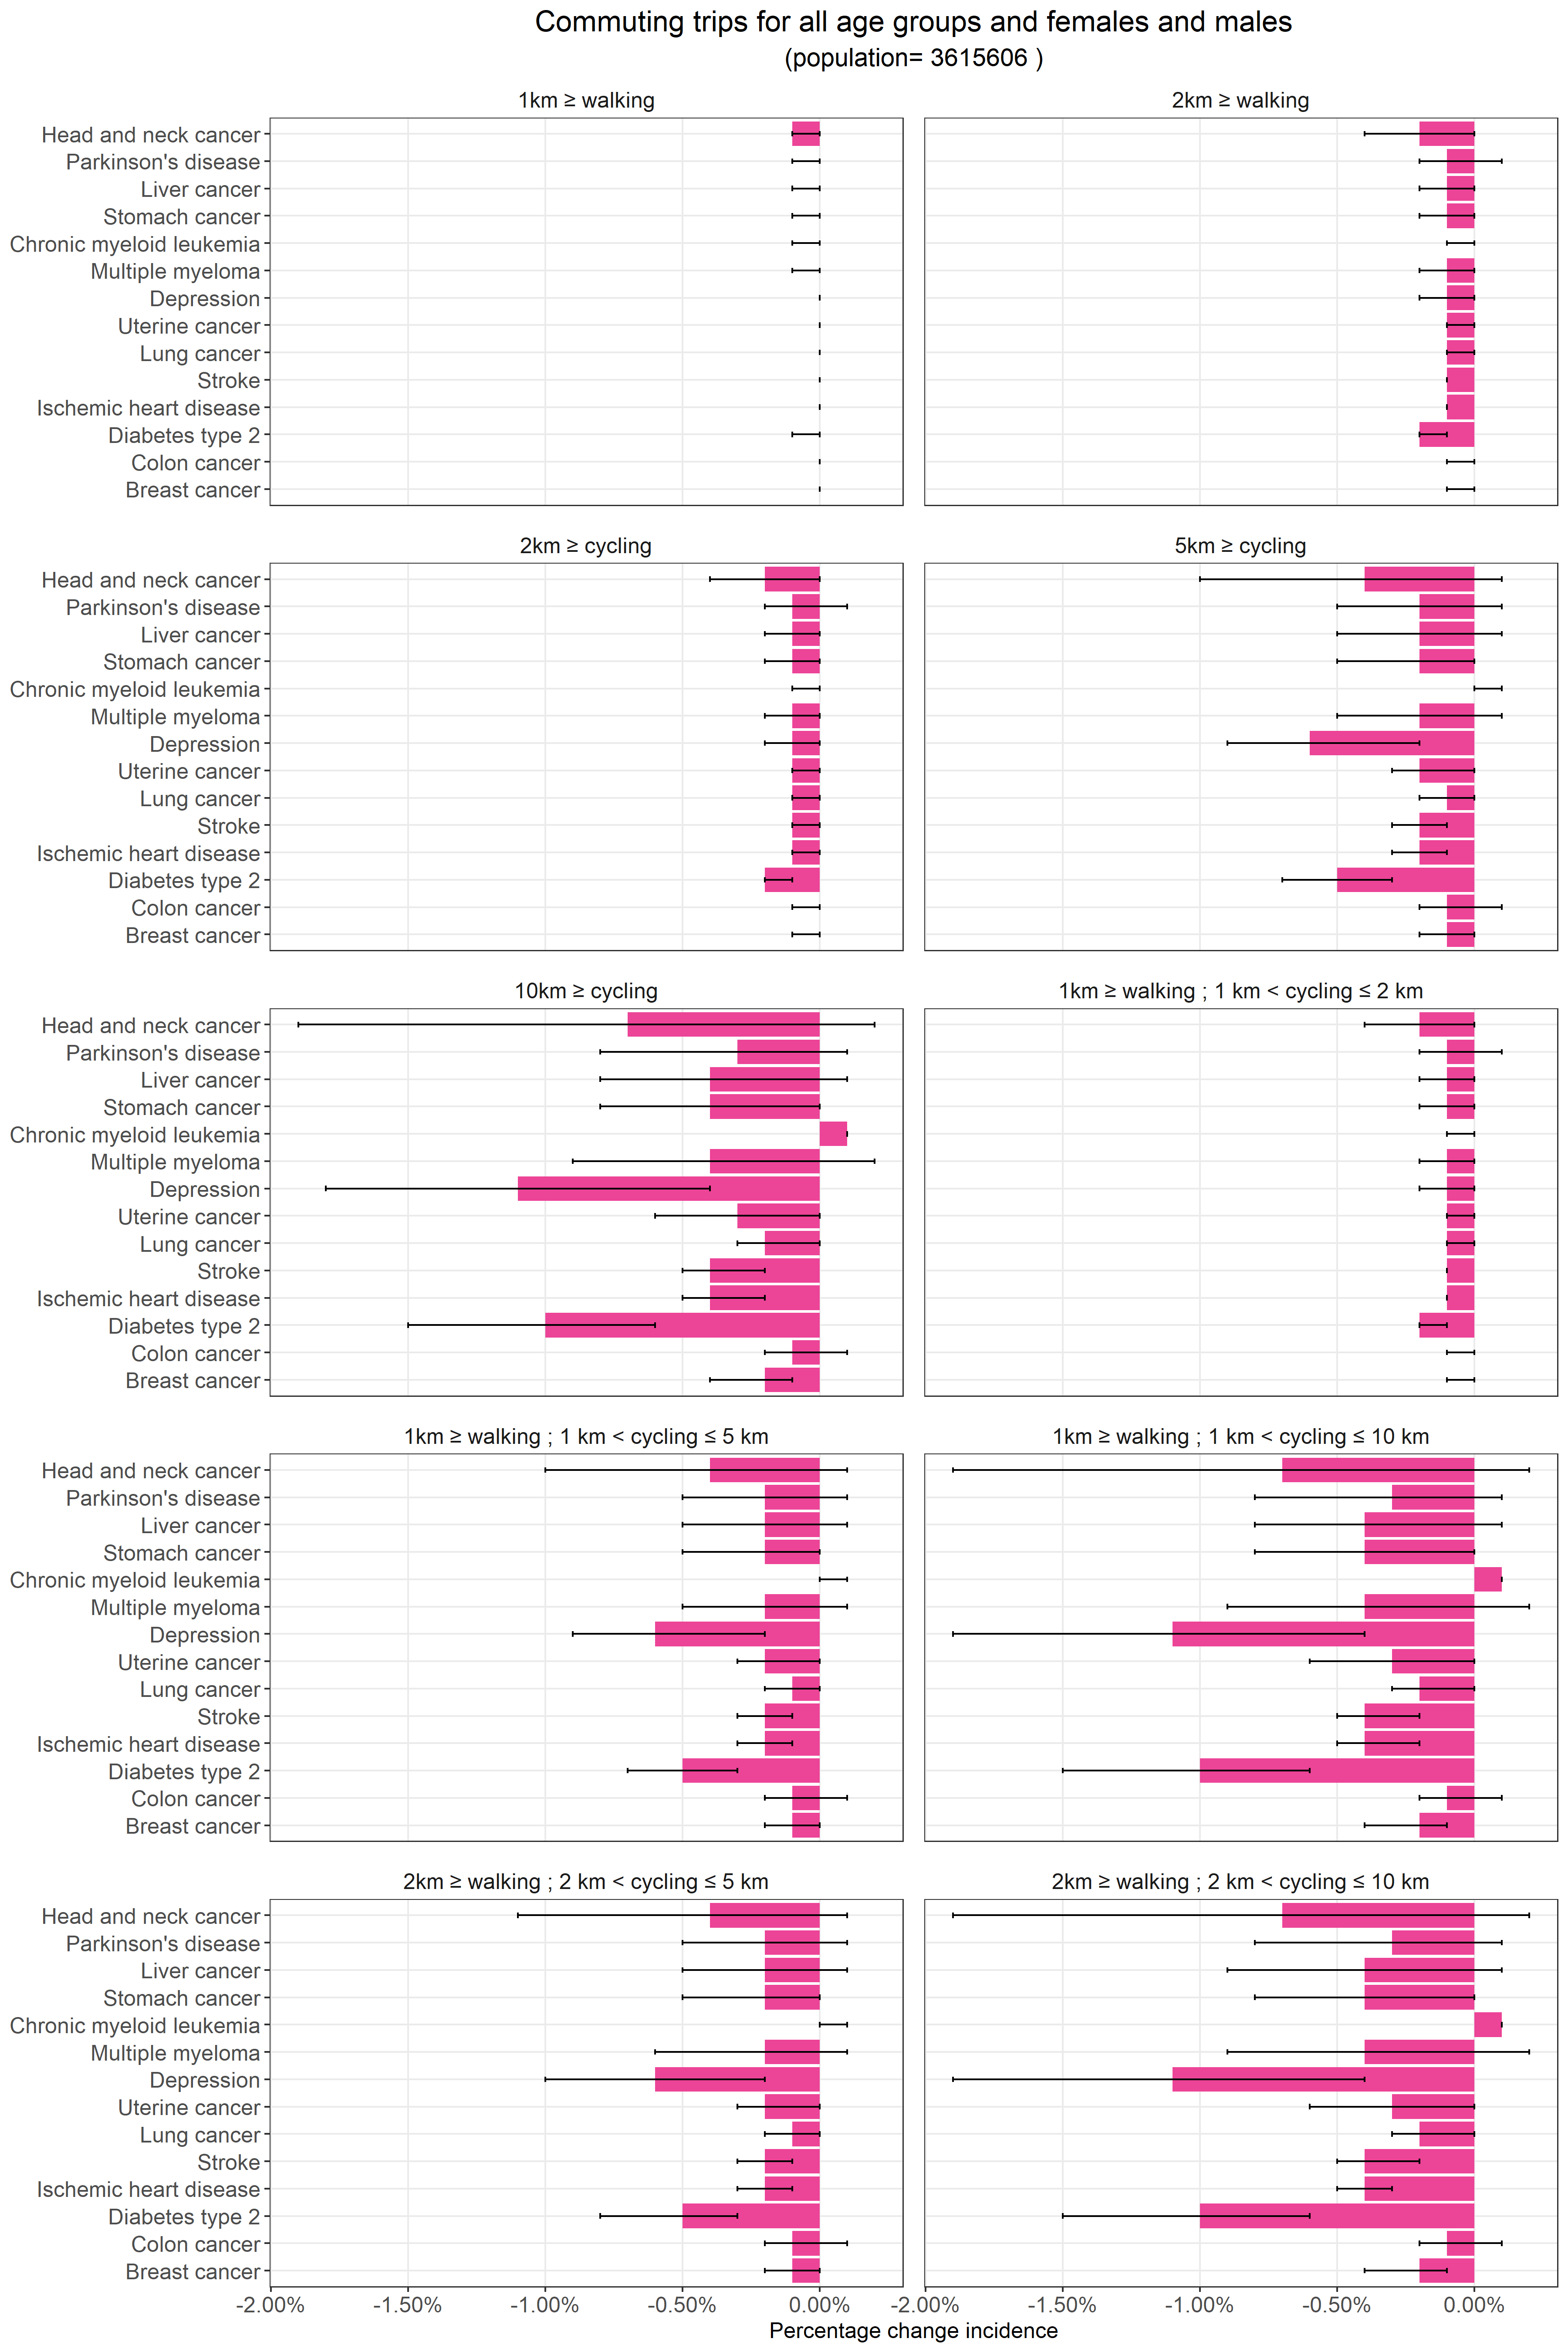 Commuting trips for all age groups and females and males
(population= 3615606 )
1km ≥ walking
2km ≥ walking
Head and neck cancer
Parkinson's disease
Liver cancer
Stomach cancer
Chronic myeloid leukemia
Multiple myeloma
Depression
Uterine cancer
Lung cancer
Stroke
Ischemic heart disease
Diabetes type 2
Colon cancer
Breast cancer
2km ≥ cycling
5km ≥ cycling
Head and neck cancer
Parkinson's disease
Liver cancer
Stomach cancer
Chronic myeloid leukemia
Multiple myeloma
Depression
Uterine cancer
Lung cancer
Stroke
Ischemic heart disease
Diabetes type 2
Colon cancer
Breast cancer
10km ≥ cycling
1km ≥ walking ; 1 km < cycling ≤ 2 km
Head and neck cancer
Parkinson's disease
Liver cancer
Stomach cancer
Chronic myeloid leukemia
Multiple myeloma
Depression
Uterine cancer
Lung cancer
Stroke
Ischemic heart disease
Diabetes type 2
Colon cancer
Breast cancer
1km ≥ walking ; 1 km < cycling ≤ 5 km
1km ≥ walking ; 1 km < cycling ≤ 10 km
Head and neck cancer
Parkinson's disease
Liver cancer
Stomach cancer
Chronic myeloid leukemia
Multiple myeloma
Depression
Uterine cancer
Lung cancer
Stroke
Ischemic heart disease
Diabetes type 2
Colon cancer
Breast cancer
2km ≥ walking ; 2 km < cycling ≤ 5 km
2km ≥ walking ; 2 km < cycling ≤ 10 km
Head and neck cancer
Parkinson's disease
Liver cancer
Stomach cancer
Chronic myeloid leukemia
Multiple myeloma
Depression
Uterine cancer
Lung cancer
Stroke
Ischemic heart disease
Diabetes type 2
Colon cancer
Breast cancer
-2.00% -1.50% -1.00% -0.50% 0.00% -2.00% -1.50% -1.00% -0.50% 0.00%
Percentage change incidence